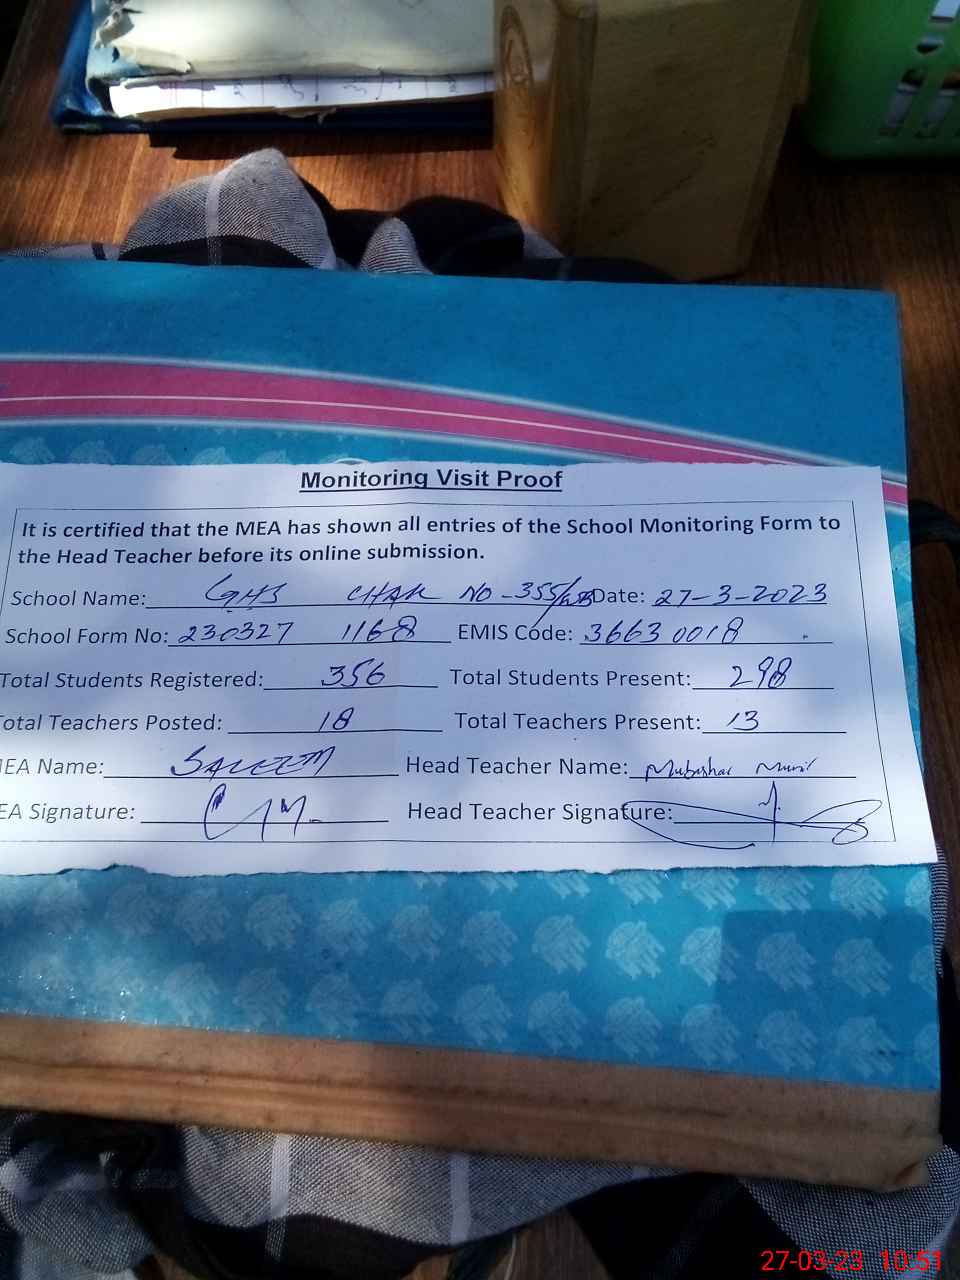 Monitoring Visit Proof
It is certified that the MEA has shown all entries of the School Monitoring Form to
the Head Teacher before its online submission.
School Name: GHS CHAK NO-355/WB Date: 27-3-2023
School Form No: 230327 1168 EMIS Code: 36630018
Total Students Registered: 356 Total Students Present: 298
Total Teachers Posted: 18 Total Teachers Present: 13
MEA Name: SALEEM Head Teacher Name: Mubashar Munir
EA Signature: Head Teacher Signature:
27-03-23 10:51